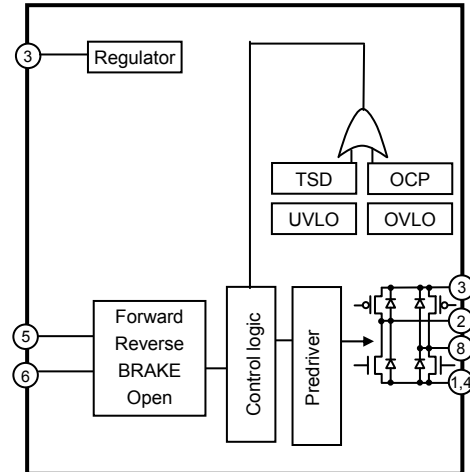 3
Regulator
TSD
OCP
UVLO
OVLO
3
2
8
1,4
5
6
Forward
Reverse
BRAKE
Open
Control logic
Predriver